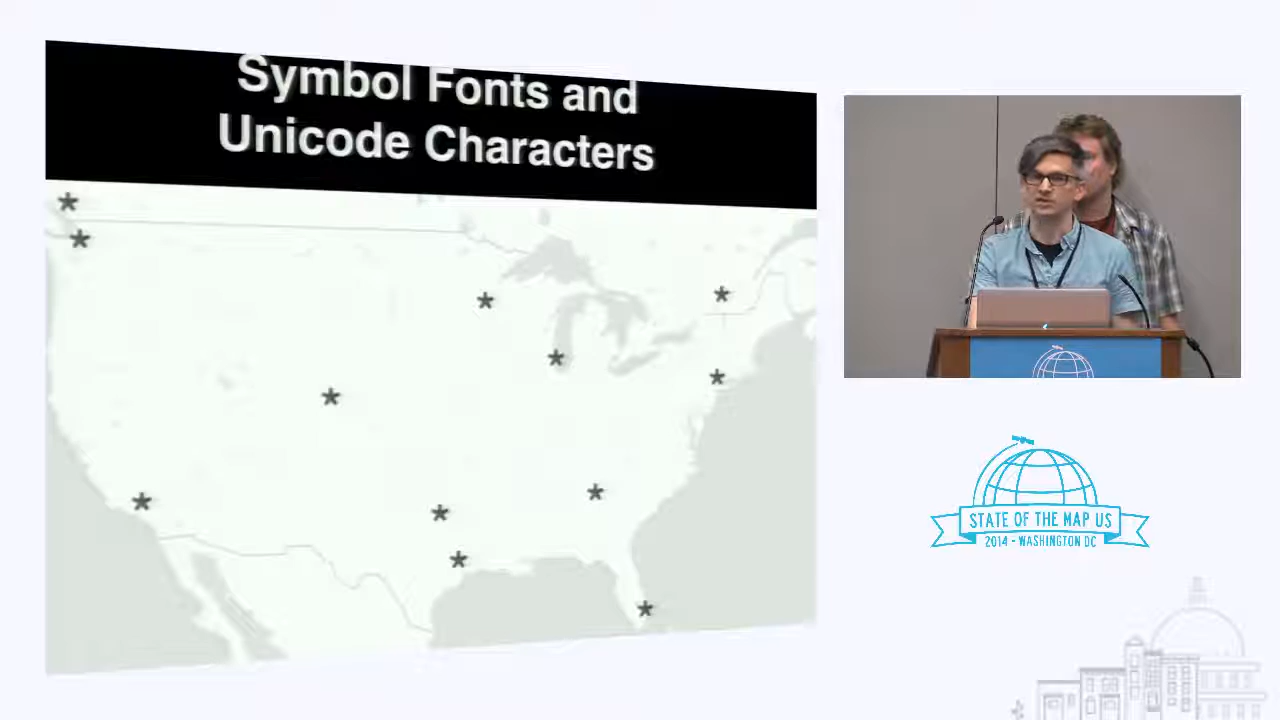 Symbol Fonts and
Unicode Characters
STATE OF THE MAP US
2014 - WASHINGTON DC